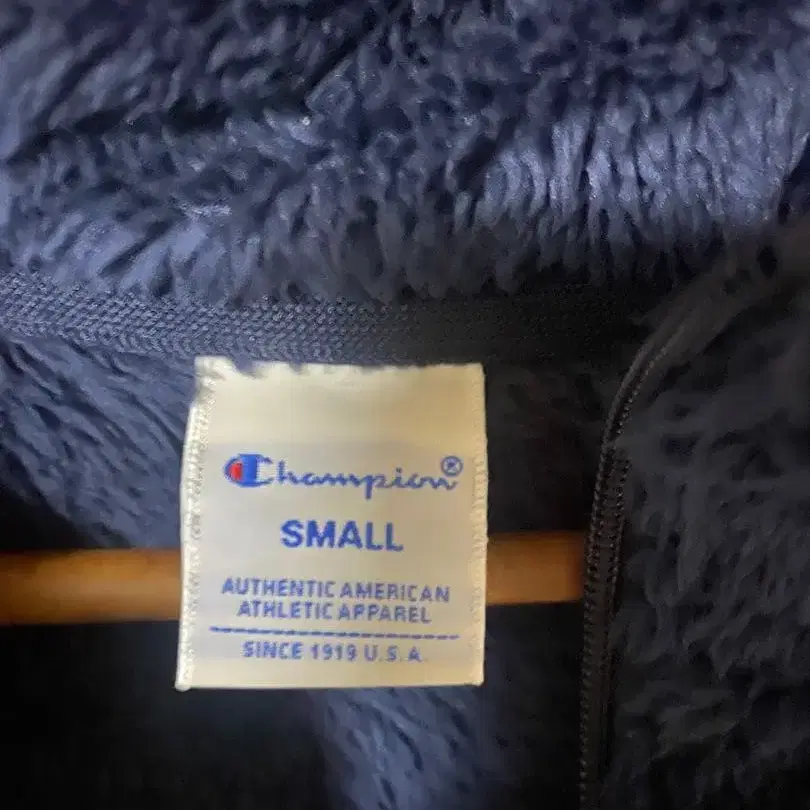 Champion®
SMALL
AUTHENTIC AMERICAN
ATHLETIC APPAREL
SINCE 1919 U.S.A.